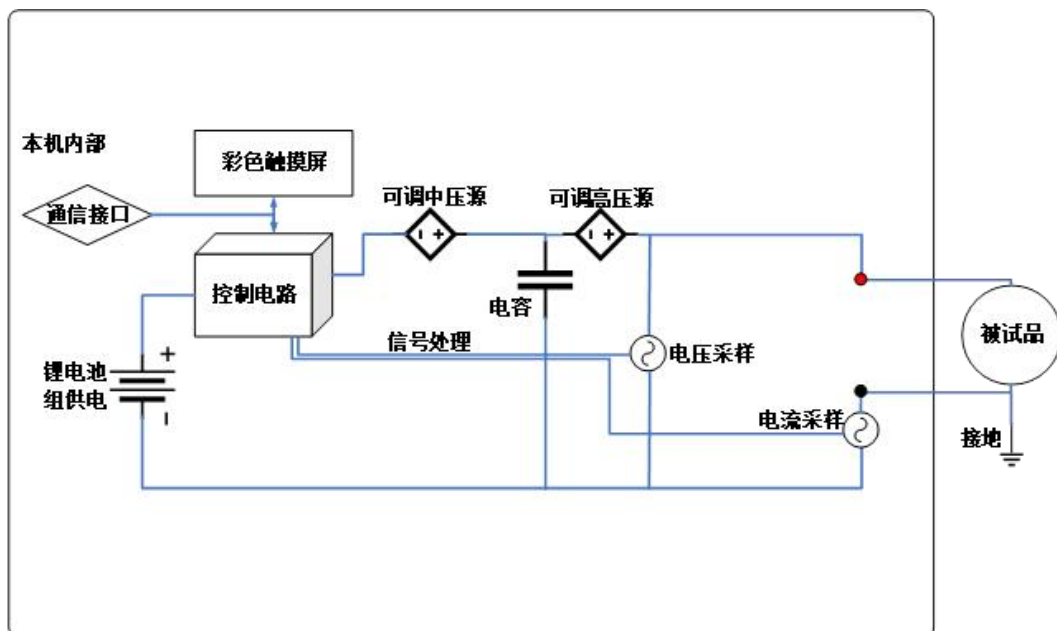 本机内部
彩色触摸屏
通信接口
可调中压源
可调高压源
控制电路
电容
信号处理
电压采样
锂电池
组供电
+
−
被试品
电流采样
接地